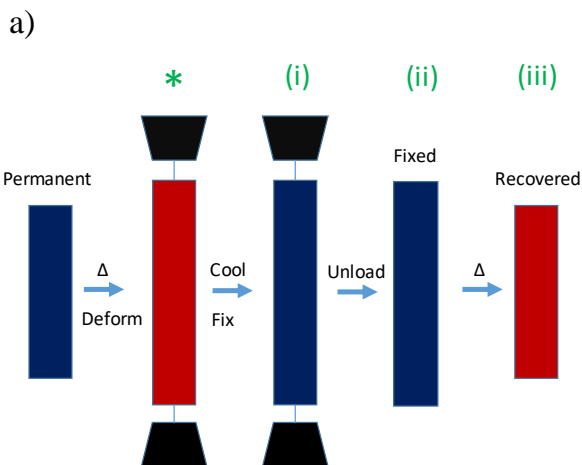 a)
* (i) (ii) (iii)
Permanent
Fixed
Recovered
Δ
Deform
Cool
Fix
Unload
Δ